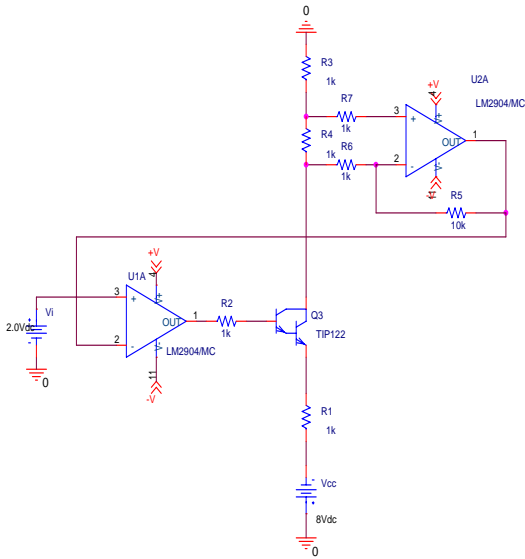 0
R3
1k
U2A
+V
4
LM2904/MC
R7
3
+
V+
1k
R4
OUT
1
1k
R6
2
-
V-
1k
11
-V
R5
10k
+V
U1A
4
3
+
V+
Vi
R2
Q3
OUT
1
2.0Vdc
1k
TIP122
2
-
V-
LM2904/MC
11
0
-V
R1
1k
Vcc
8Vdc
0